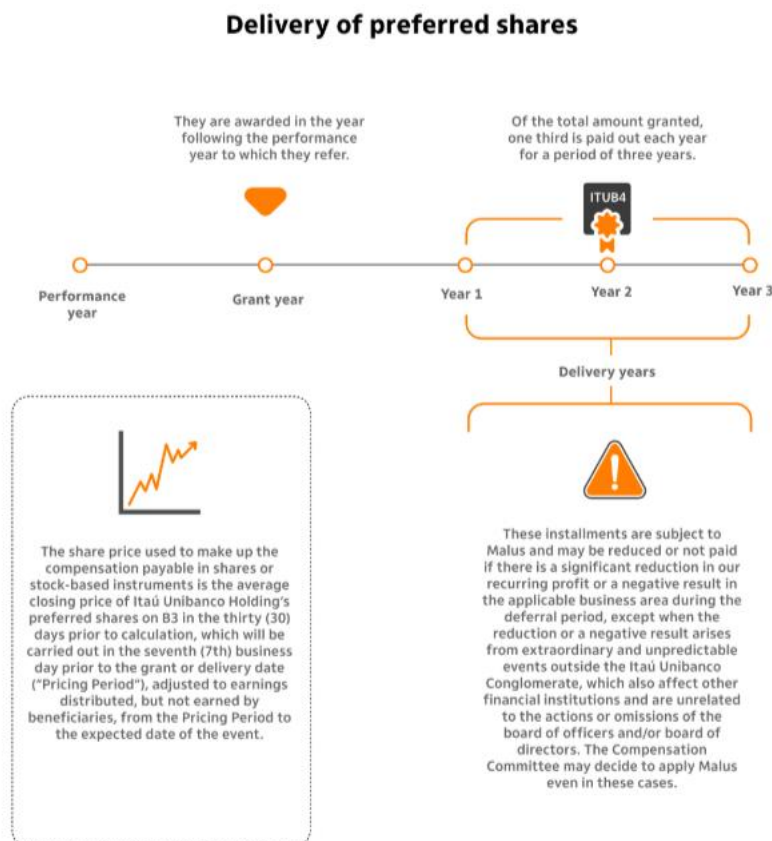 Delivery of preferred shares
They are awarded in the year
following the performance
year to which they refer.
Of the total amount granted,
one third is paid out each year
for a period of three years.
ITUB4
Performance
year
Grant year
Year 1
Year 2
Year 3
Delivery years
The share price used to make up the
compensation payable in shares or
stock-based instruments is the average
closing price of Itaú Unibanco Holding's
preferred shares on B3 in the thirty (30)
days prior to calculation, which will be
carried out in the seventh (7th) business
day prior to the grant or delivery date
("Pricing Period"), adjusted to earnings
distributed, but not earned by
beneficiaries, from the Pricing Period to
the expected date of the event.
These installments are subject to
Malus and may be reduced or not paid
if there is a significant reduction in our
recurring profit or a negative result in
the applicable business area during the
deferral period, except when the
reduction or a negative result arises
from extraordinary and unpredictable
events outside the Itaú Unibanco
Conglomerate, which also affect other
financial institutions and are unrelated
to the actions or omissions of the
board of officers and/or board of
directors. The Compensation
Committee may decide to apply Malus
even in these cases.